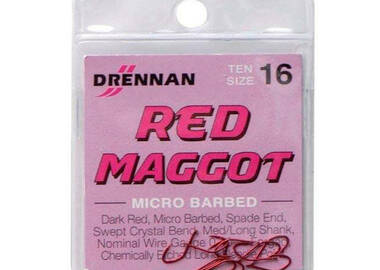 DRENNAN
TEN
SIZE 16
RED
MAGGOT
MICRO BARBED
Dark Red, Micro Barbed, Spade End,
Swept Crystal Bend, Med/Long Shank,
Nominal Wire Gauge
Chemically Etched